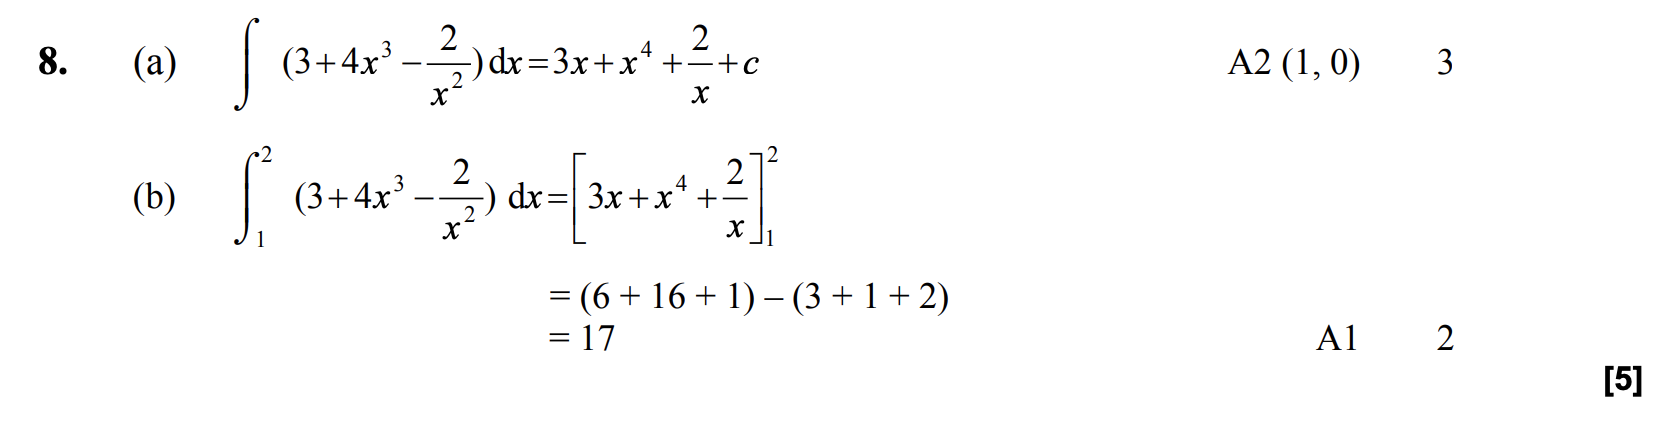 8. (a) ∫ (3+4x³ − 2/x²) dx = 3x + x⁴ + 2/x + c A2 (1, 0) 3
(b) ∫₁² (3+4x³ − 2/x²) dx = [3x + x⁴ + 2/x]₁²
= (6 + 16 + 1) – (3 + 1 + 2)
= 17 A1 2
[5]